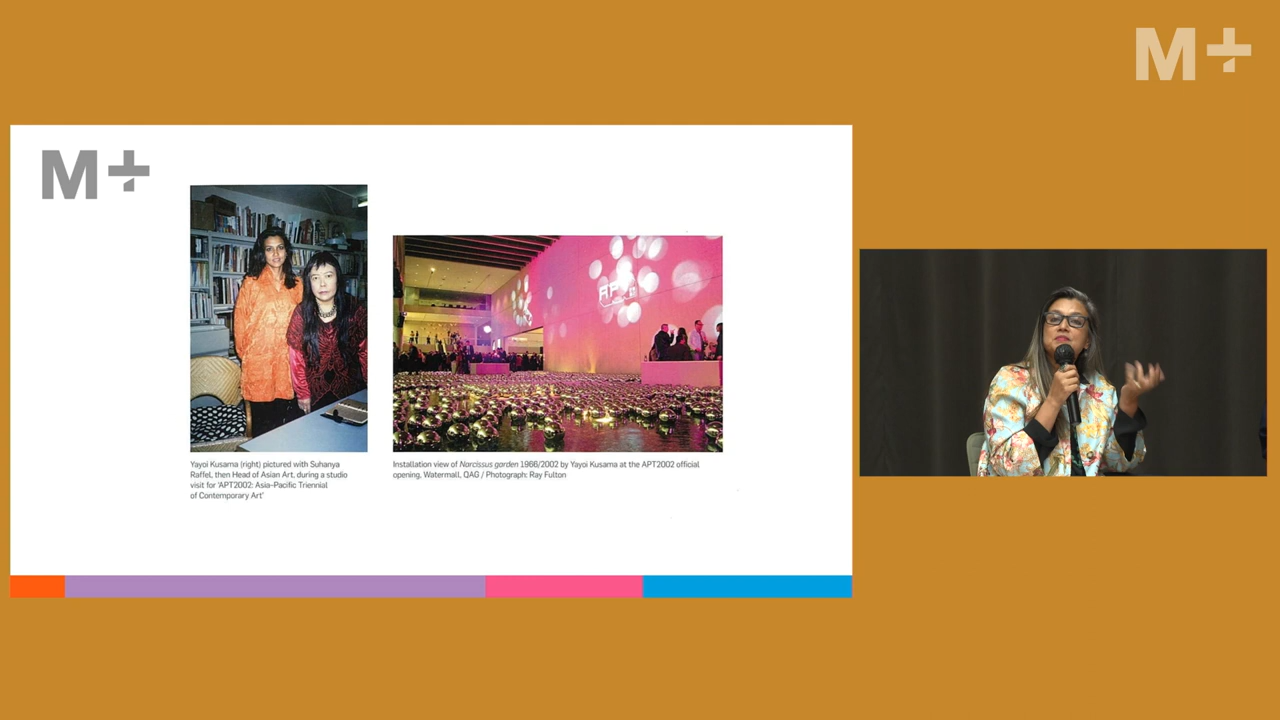 M+
M+
Yayoi Kusama (right) pictured with Suhanya
Raffel, then Head of Asian Art, during a studio
visit for 'APT2002: Asia–Pacific Triennial
of Contemporary Art'
APT
Installation view of Narcissus garden 1966/2002 by Yayoi Kusama at the APT2002 official
opening, Watermall, QAG / Photograph: Ray Fulton